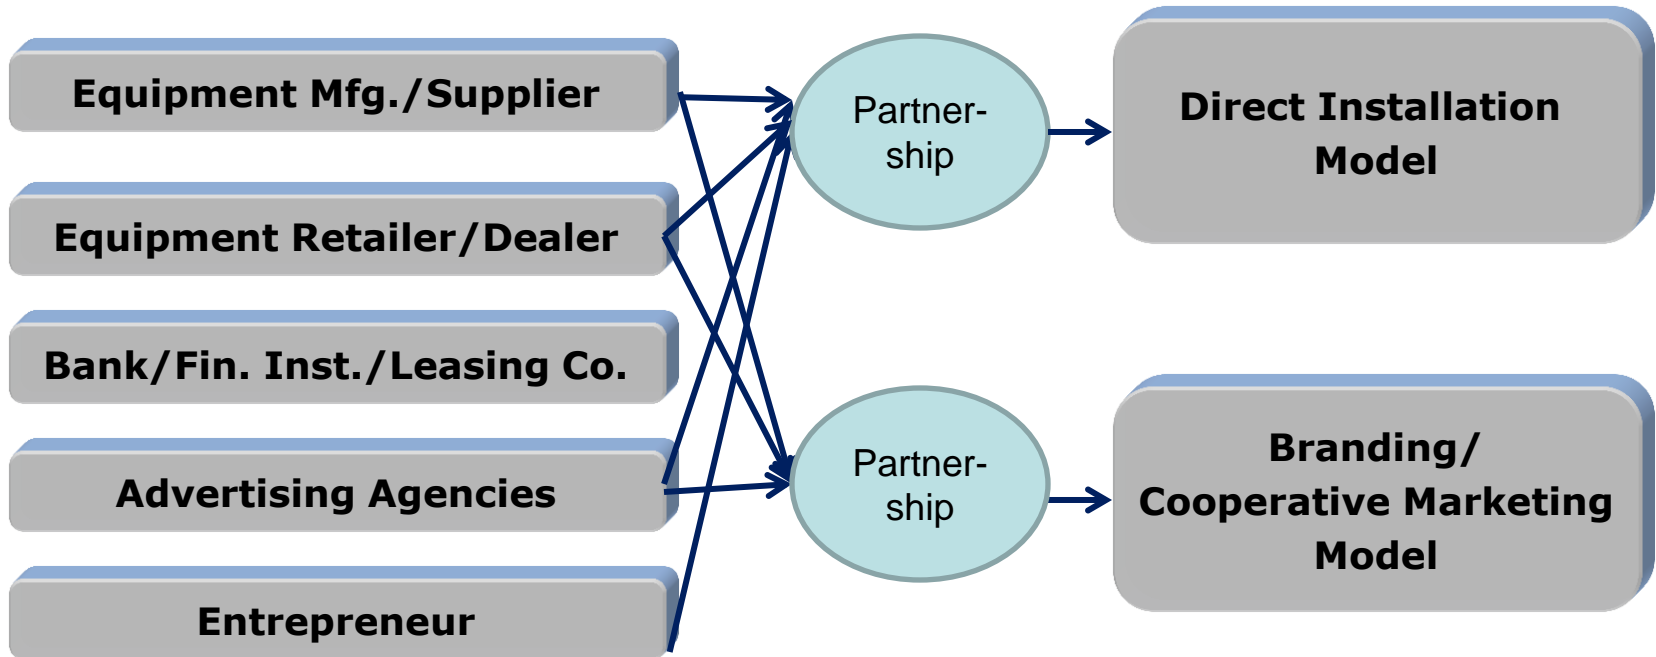 Equipment Mfg./Supplier
Equipment Retailer/Dealer
Bank/Fin. Inst./Leasing Co.
Advertising Agencies
Entrepreneur
Partner-
ship
Partner-
ship
Direct Installation
Model
Branding/
Cooperative Marketing
Model